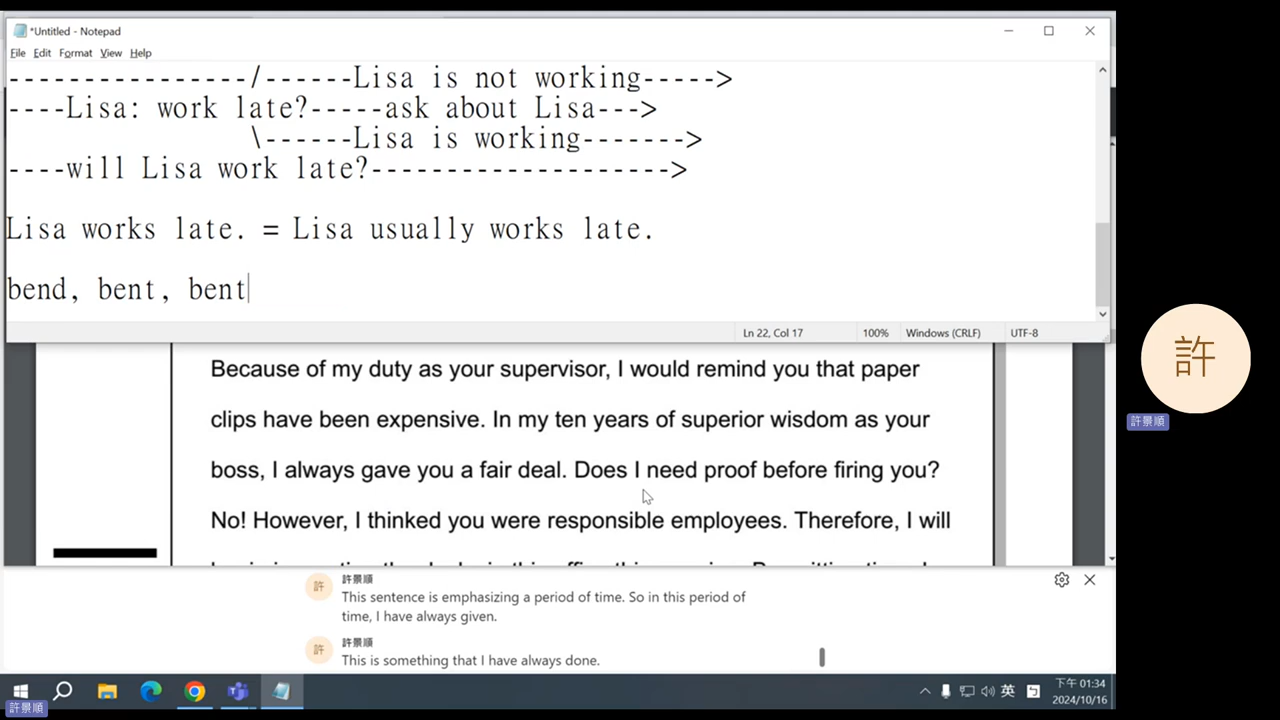 *Untitled - Notepad
File Edit Format View Help
----------------/------Lisa is not working----->
----Lisa: work late?-----ask about Lisa--->
\------Lisa is working------->
----will Lisa work late?-------------------->
Lisa works late. = Lisa usually works late.
bend, bent, bent
Ln 22, Col 17 100% Windows (CRLF) UTF-8
Because of my duty as your supervisor, I would remind you that paper
clips have been expensive. In my ten years of superior wisdom as your
boss, I always gave you a fair deal. Does I need proof before firing you?
No! However, I thinked you were responsible employees. Therefore, I will
許
許景順
許 許景順
This sentence is emphasizing a period of time. So in this period of
time, I have always given.
許 許景順
This is something that I have always done.
英 下午 01:34
2024/10/16
許景順